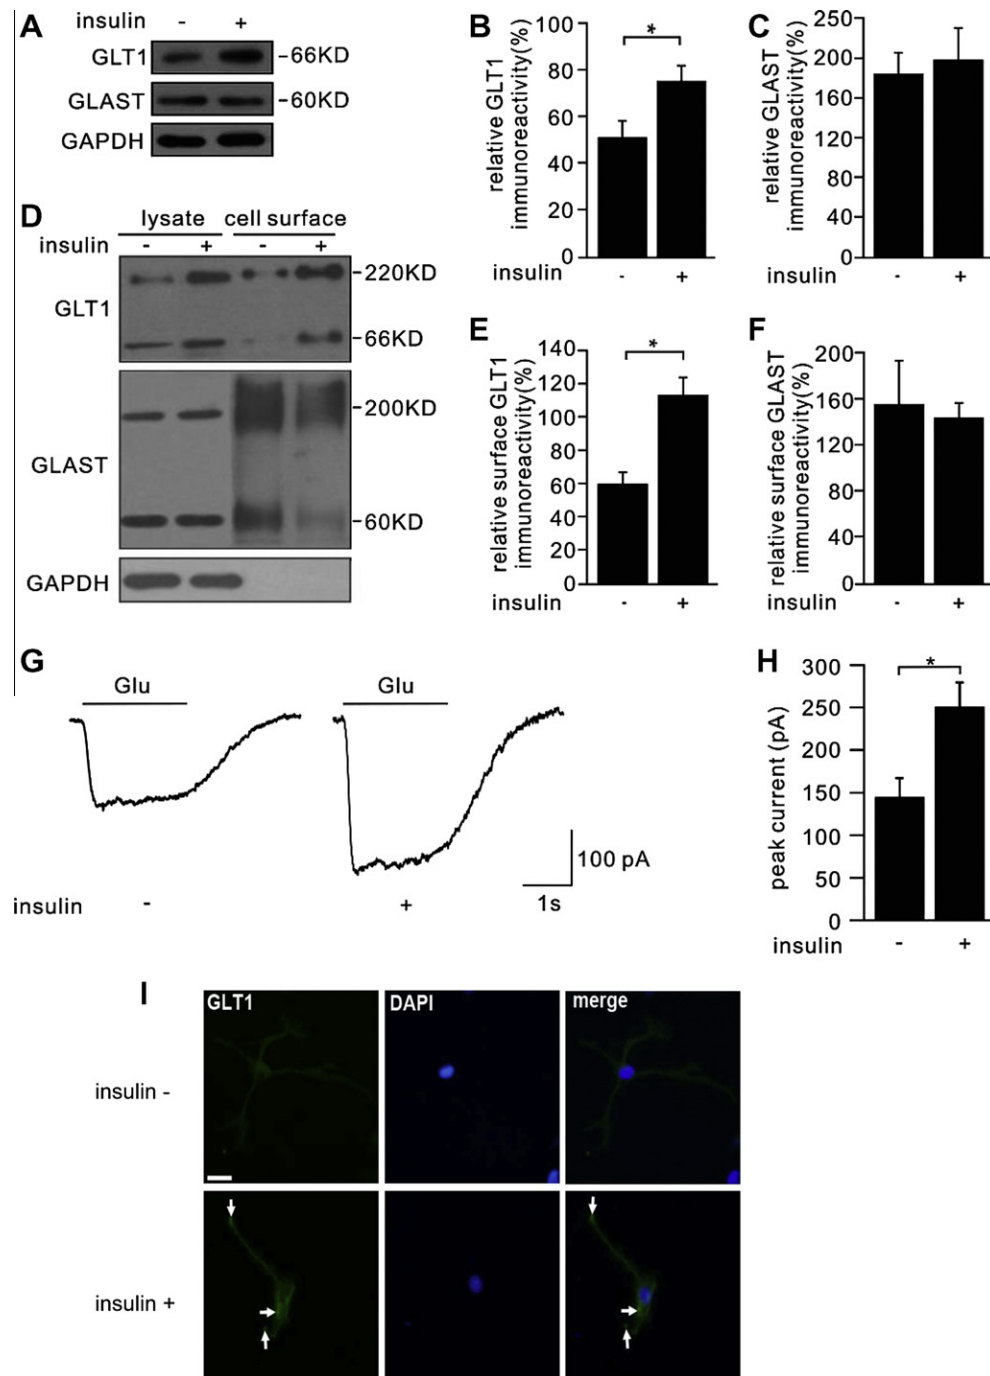 A
insulin - +
GLT1 -66KD
GLAST -60KD
GAPDH
B
relative GLT1
immunoreactivity(%)
100
80
60
40
20
0
*
insulin - +
C
relative GLAST
immunoreactivity(%)
250
200
160
120
80
40
0
insulin - +
D
lysate cell surface
insulin - + - +
GLT1
-220KD
-66KD
GLAST
-200KD
-60KD
GAPDH
E
relative surface GLT1
immunoreactivity(%)
140
120
100
80
60
40
20
0
*
insulin - +
F
relative surface GLAST
immunoreactivity(%)
200
160
120
80
40
0
insulin - +
G
Glu Glu
100 pA
1s
insulin - +
H
peak current (pA)
300
250
200
150
100
50
0
*
insulin - +
I
GLT1 DAPI merge
insulin -
insulin +